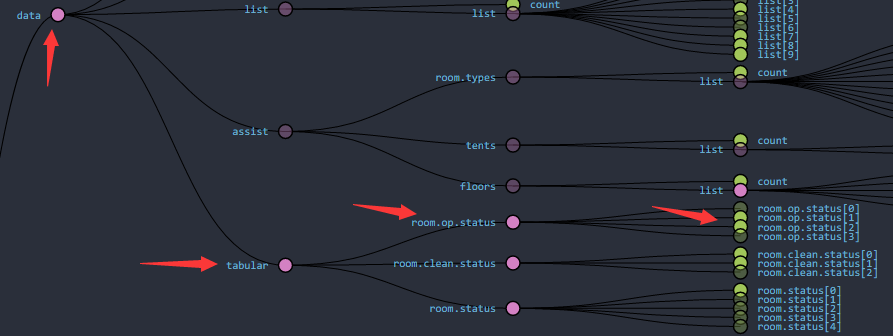 data
list
count
list
list[3]
list[4]
list[5]
list[6]
list[7]
list[8]
list[9]
room.types
count
list
assist
tents
count
list
floors
count
list
room.op.status
room.op.status[0]
room.op.status[1]
room.op.status[2]
room.op.status[3]
tabular
room.clean.status
room.clean.status[0]
room.clean.status[1]
room.clean.status[2]
room.status
room.status[0]
room.status[1]
room.status[2]
room.status[3]
room.status[4]